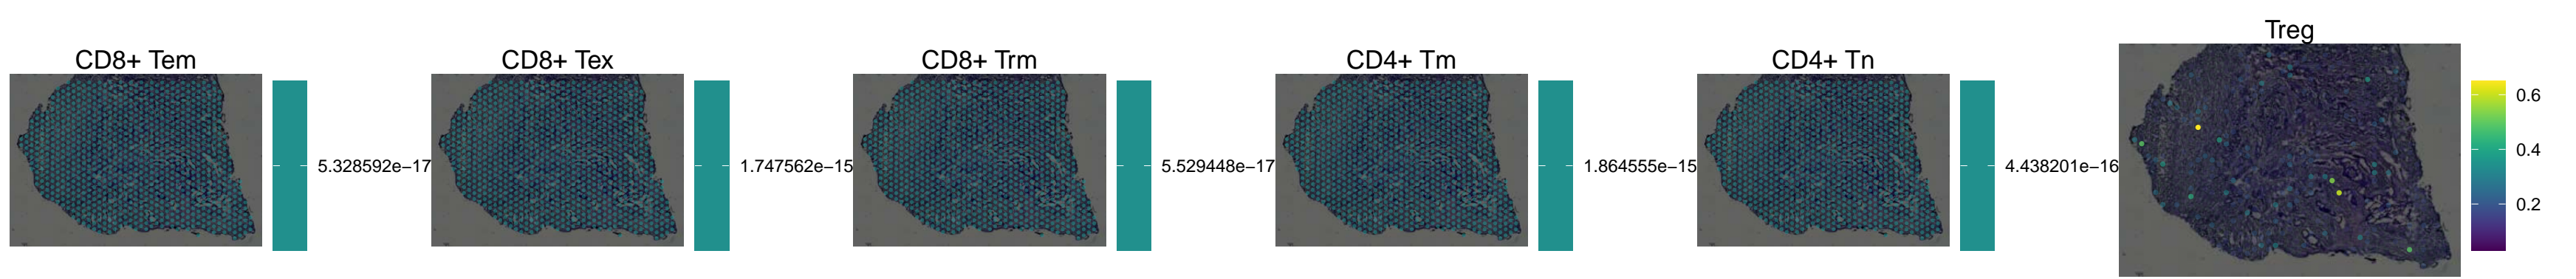 CD8+ Tem
5.328592e−17
CD8+ Tex
1.747562e−15
CD8+ Trm
5.529448e−17
CD4+ Tm
1.864555e−15
CD4+ Tn
4.438201e−16
Treg
0.6
0.4
0.2